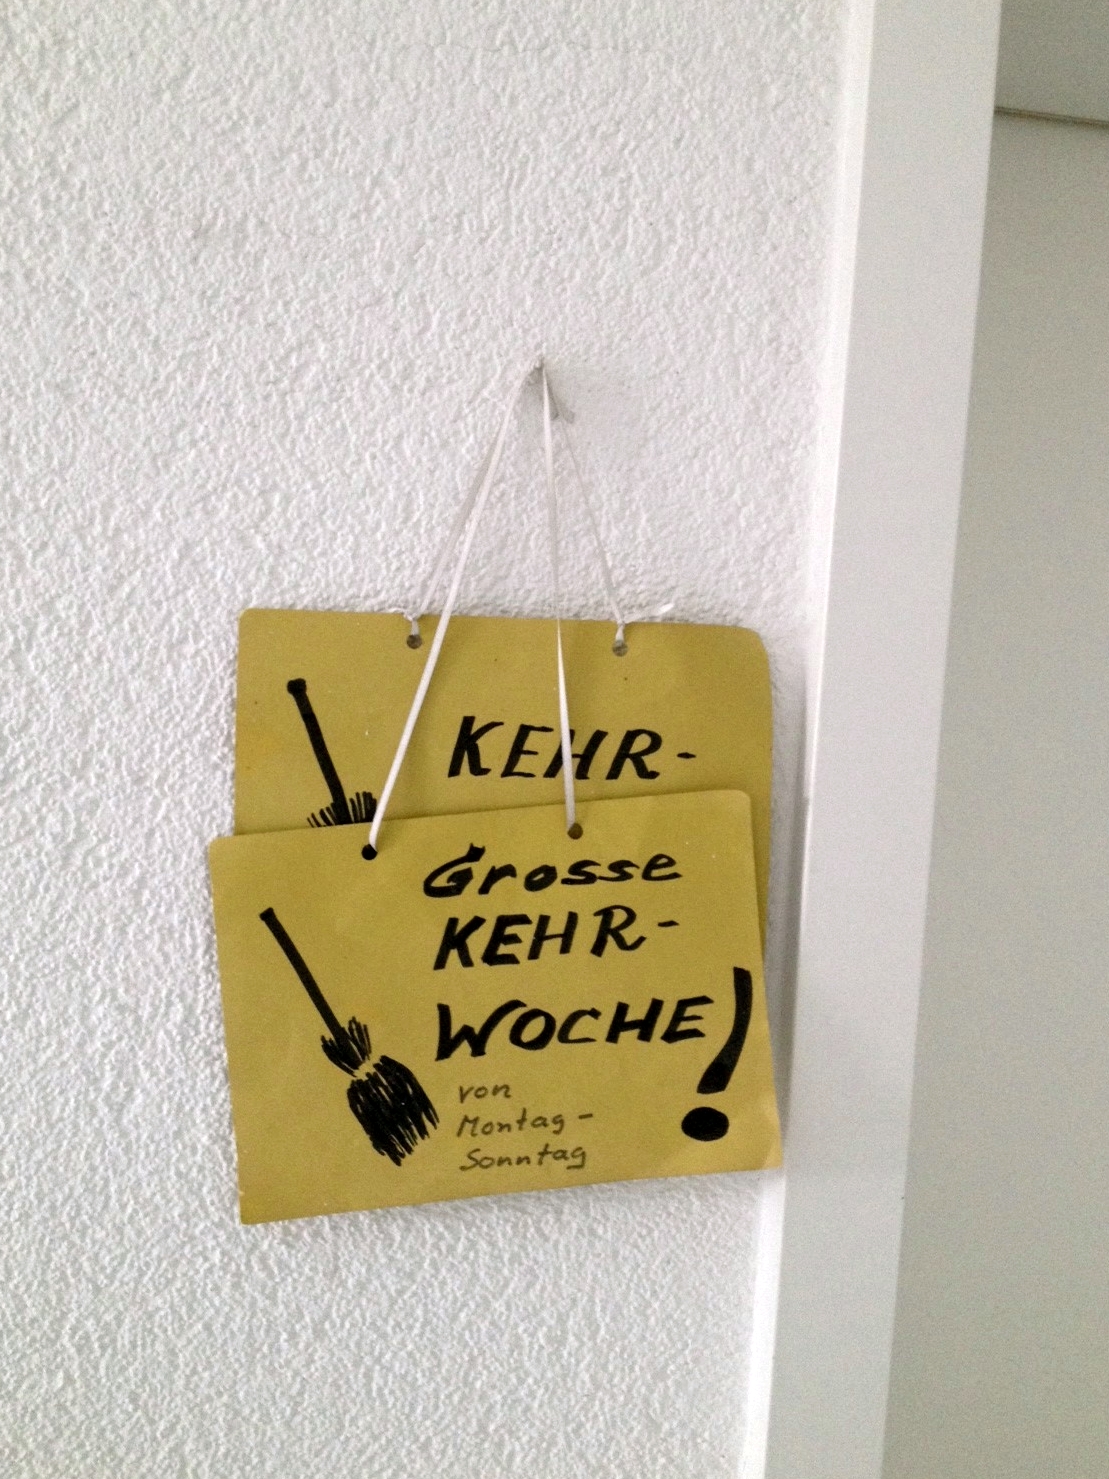 KEHR-
Grosse
KEHR-
WOCHE!
von
Montag-
Sonntag